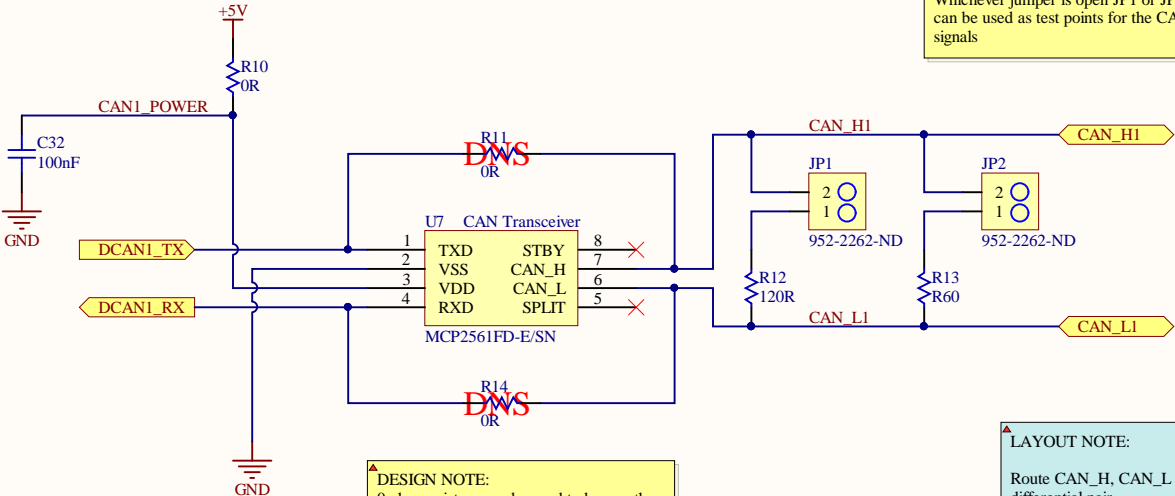 Whichever jumper is open JP1 or JP
can be used as test points for the CA
signals
+5V
R10
0R
CAN1_POWER
C32
100nF
GND
R11
DNS
0R
CAN_H1
CAN_H1
JP1
2
1
952-2262-ND
JP2
2
1
952-2262-ND
U7 CAN Transceiver
DCAN1_TX
1 TXD STBY 8
2 VSS CAN_H 7
3 VDD CAN_L 6
4 RXD SPLIT 5
DCAN1_RX
MCP2561FD-E/SN
R12
120R
R13
R60
CAN_L1
CAN_L1
R14
DNS
0R
GND
DESIGN NOTE:
LAYOUT NOTE:
Route CAN_H, CAN_L